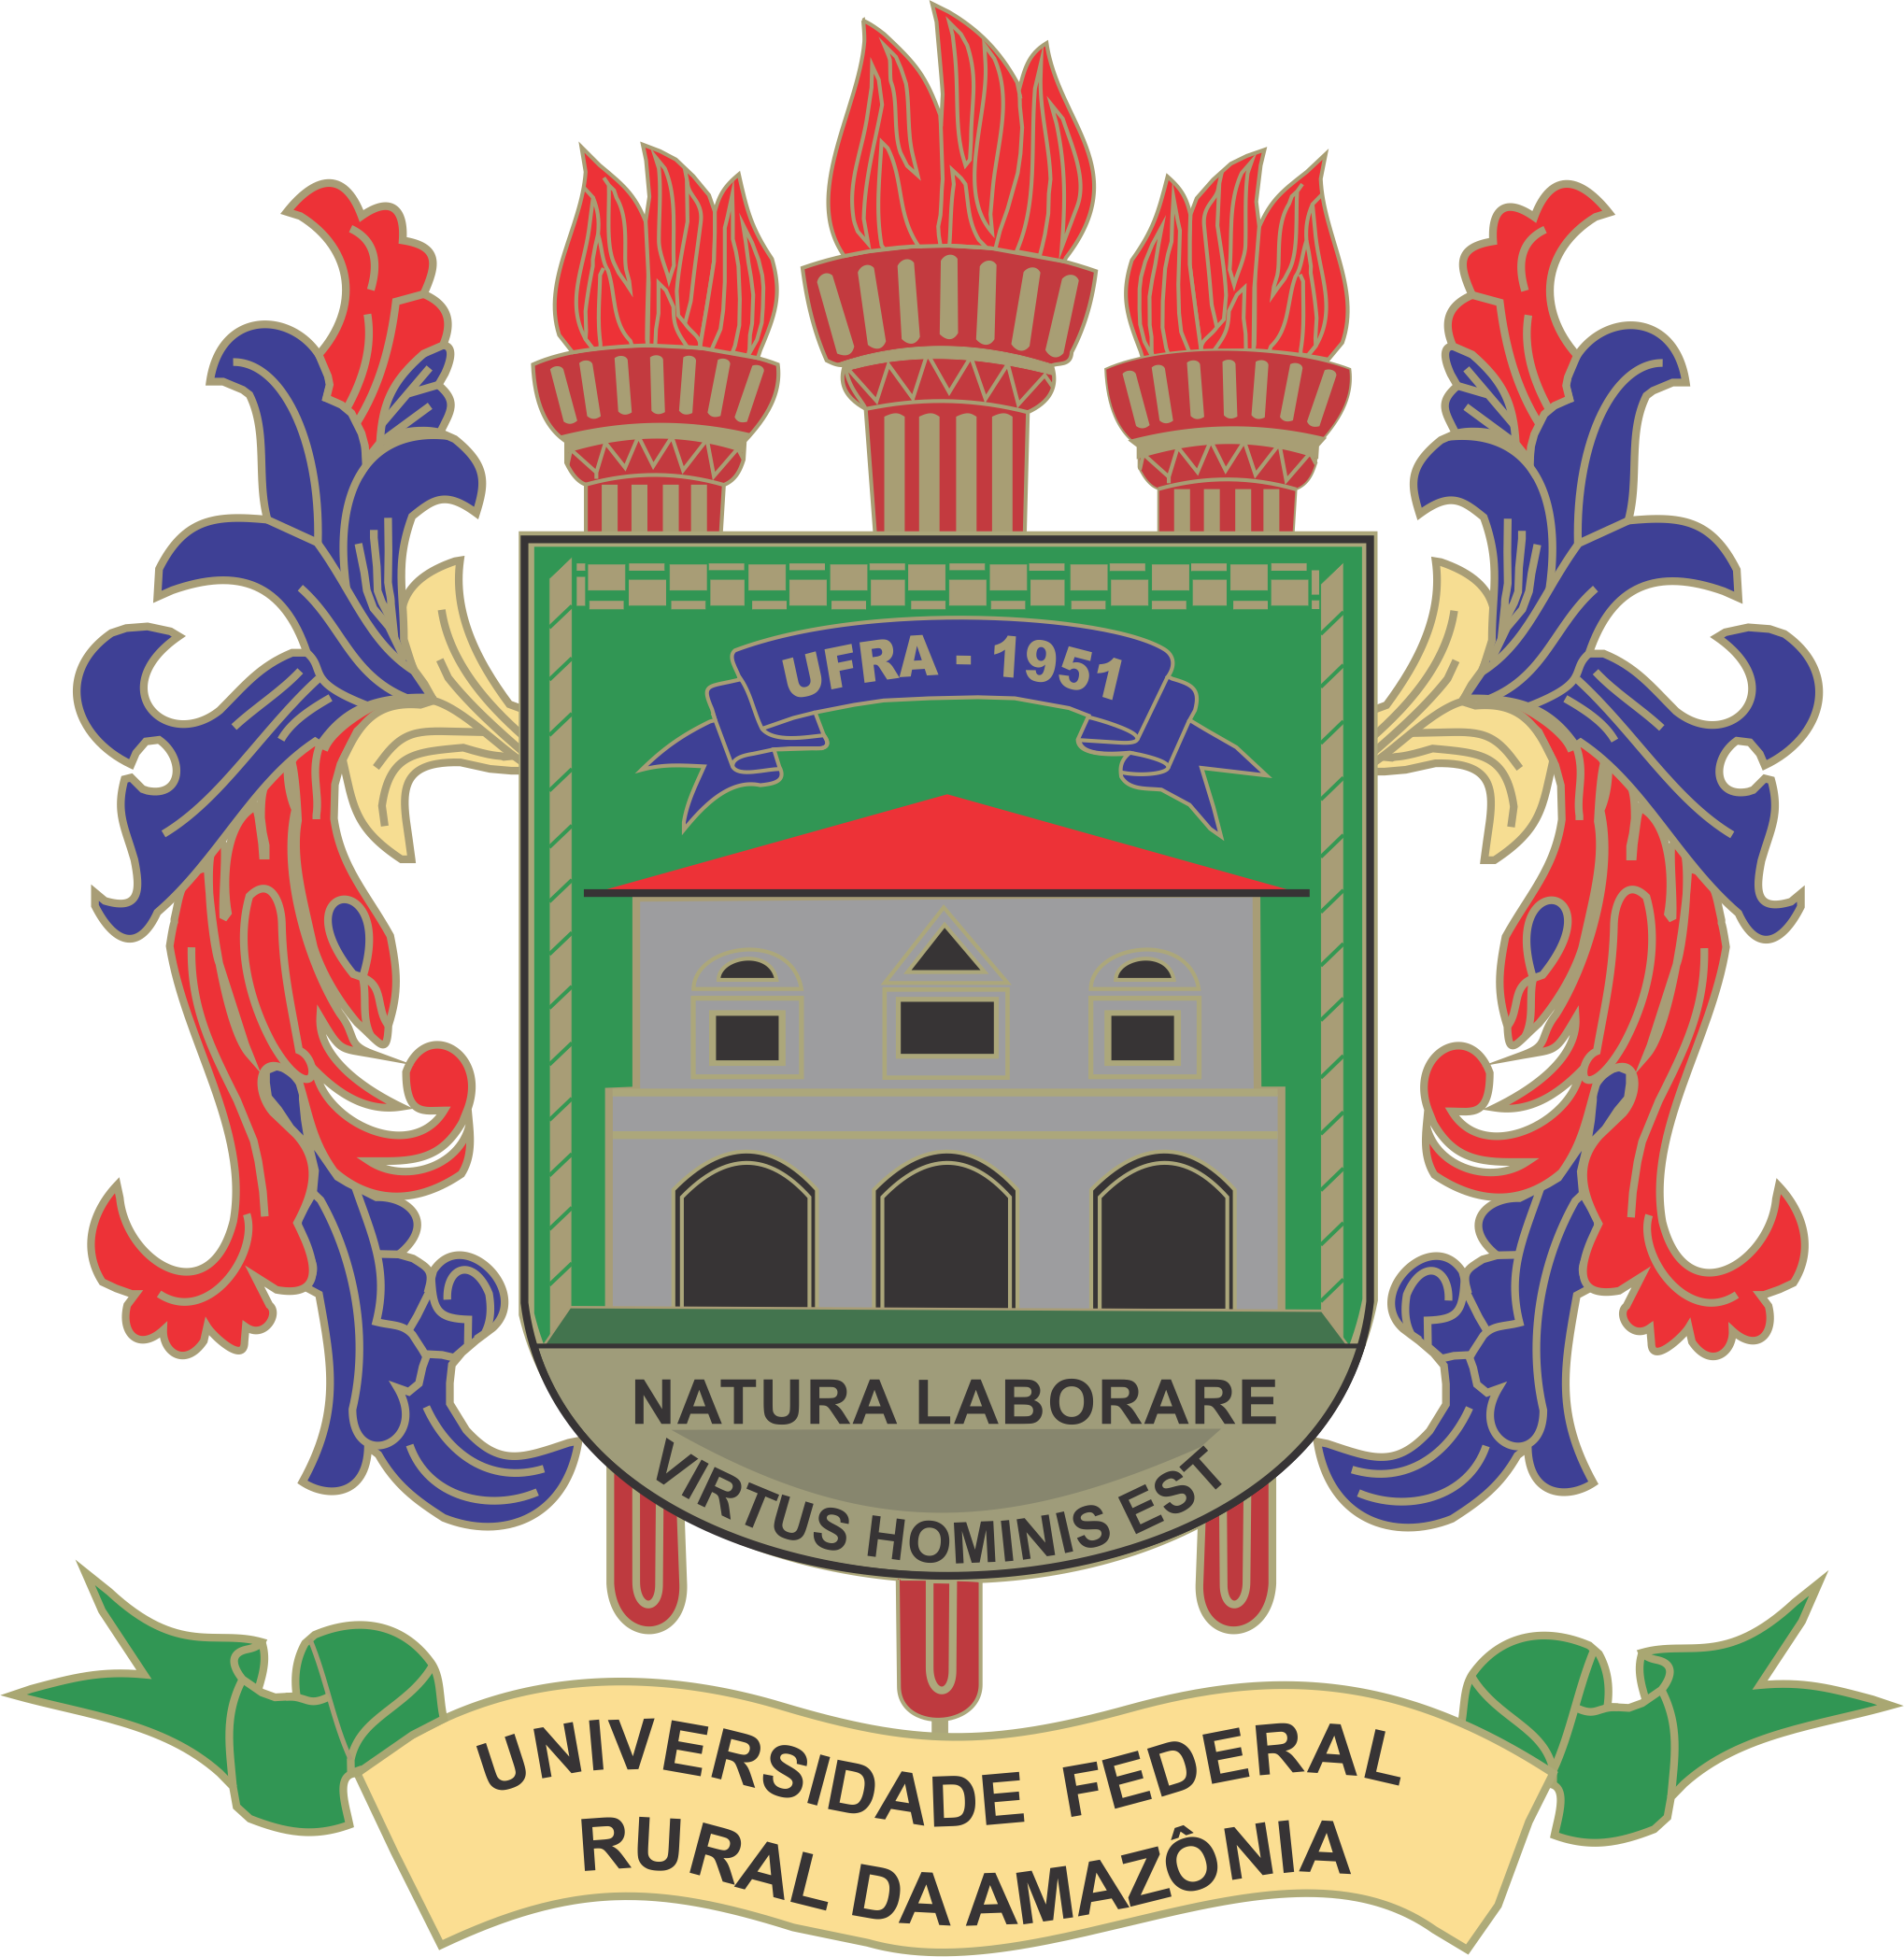 UFRA - 1951
NATURA LABORARE
VIRTUS HOMINIS EST
UNIVERSIDADE FEDERAL
RURAL DA AMAZÔNIA